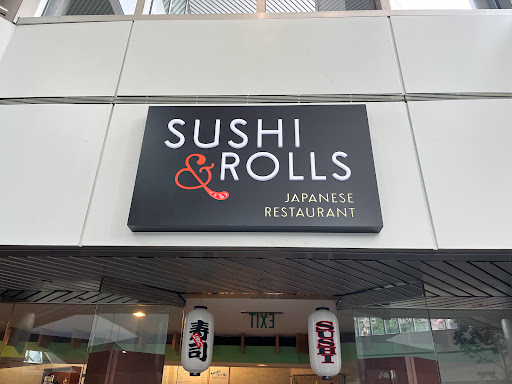 SUSHI
& ROLLS
JAPANESE
RESTAURANT
EXIT
寿司
SUSHI